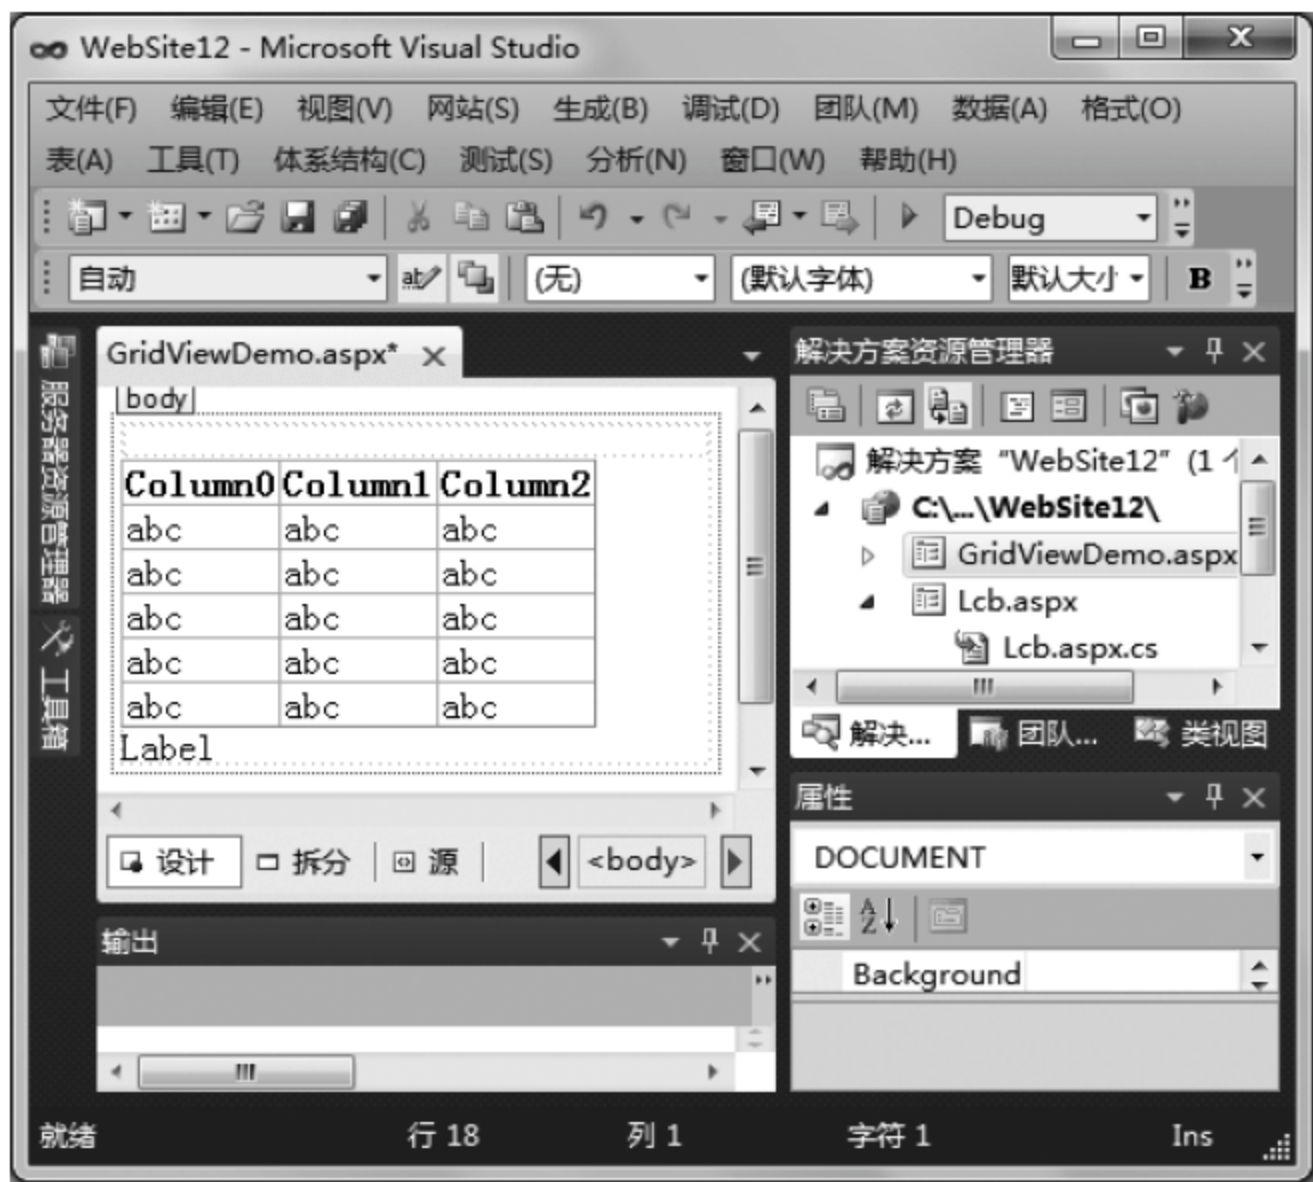 WebSite12 - Microsoft Visual Studio
文件(F) 编辑(E) 视图(V) 网站(S) 生成(B) 调试(D) 团队(M) 数据(A) 格式(O)
表(A) 工具(T) 体系结构(C) 测试(S) 分析(N) 窗口(W) 帮助(H)
Debug
自动 (无) (默认字体) 默认大小 B
服务器资源管理器
工具箱
GridViewDemo.aspx*
body
Column0 Column1 Column2
abc abc abc
abc abc abc
abc abc abc
abc abc abc
abc abc abc
Label
设计 拆分 源 <body>
输出
解决方案资源管理器
解决方案 "WebSite12" (1 个
C:\...\WebSite12\
GridViewDemo.aspx
Lcb.aspx
Lcb.aspx.cs
解决... 团队... 类视图
属性
DOCUMENT
Background
就绪 行 18 列 1 字符 1 Ins